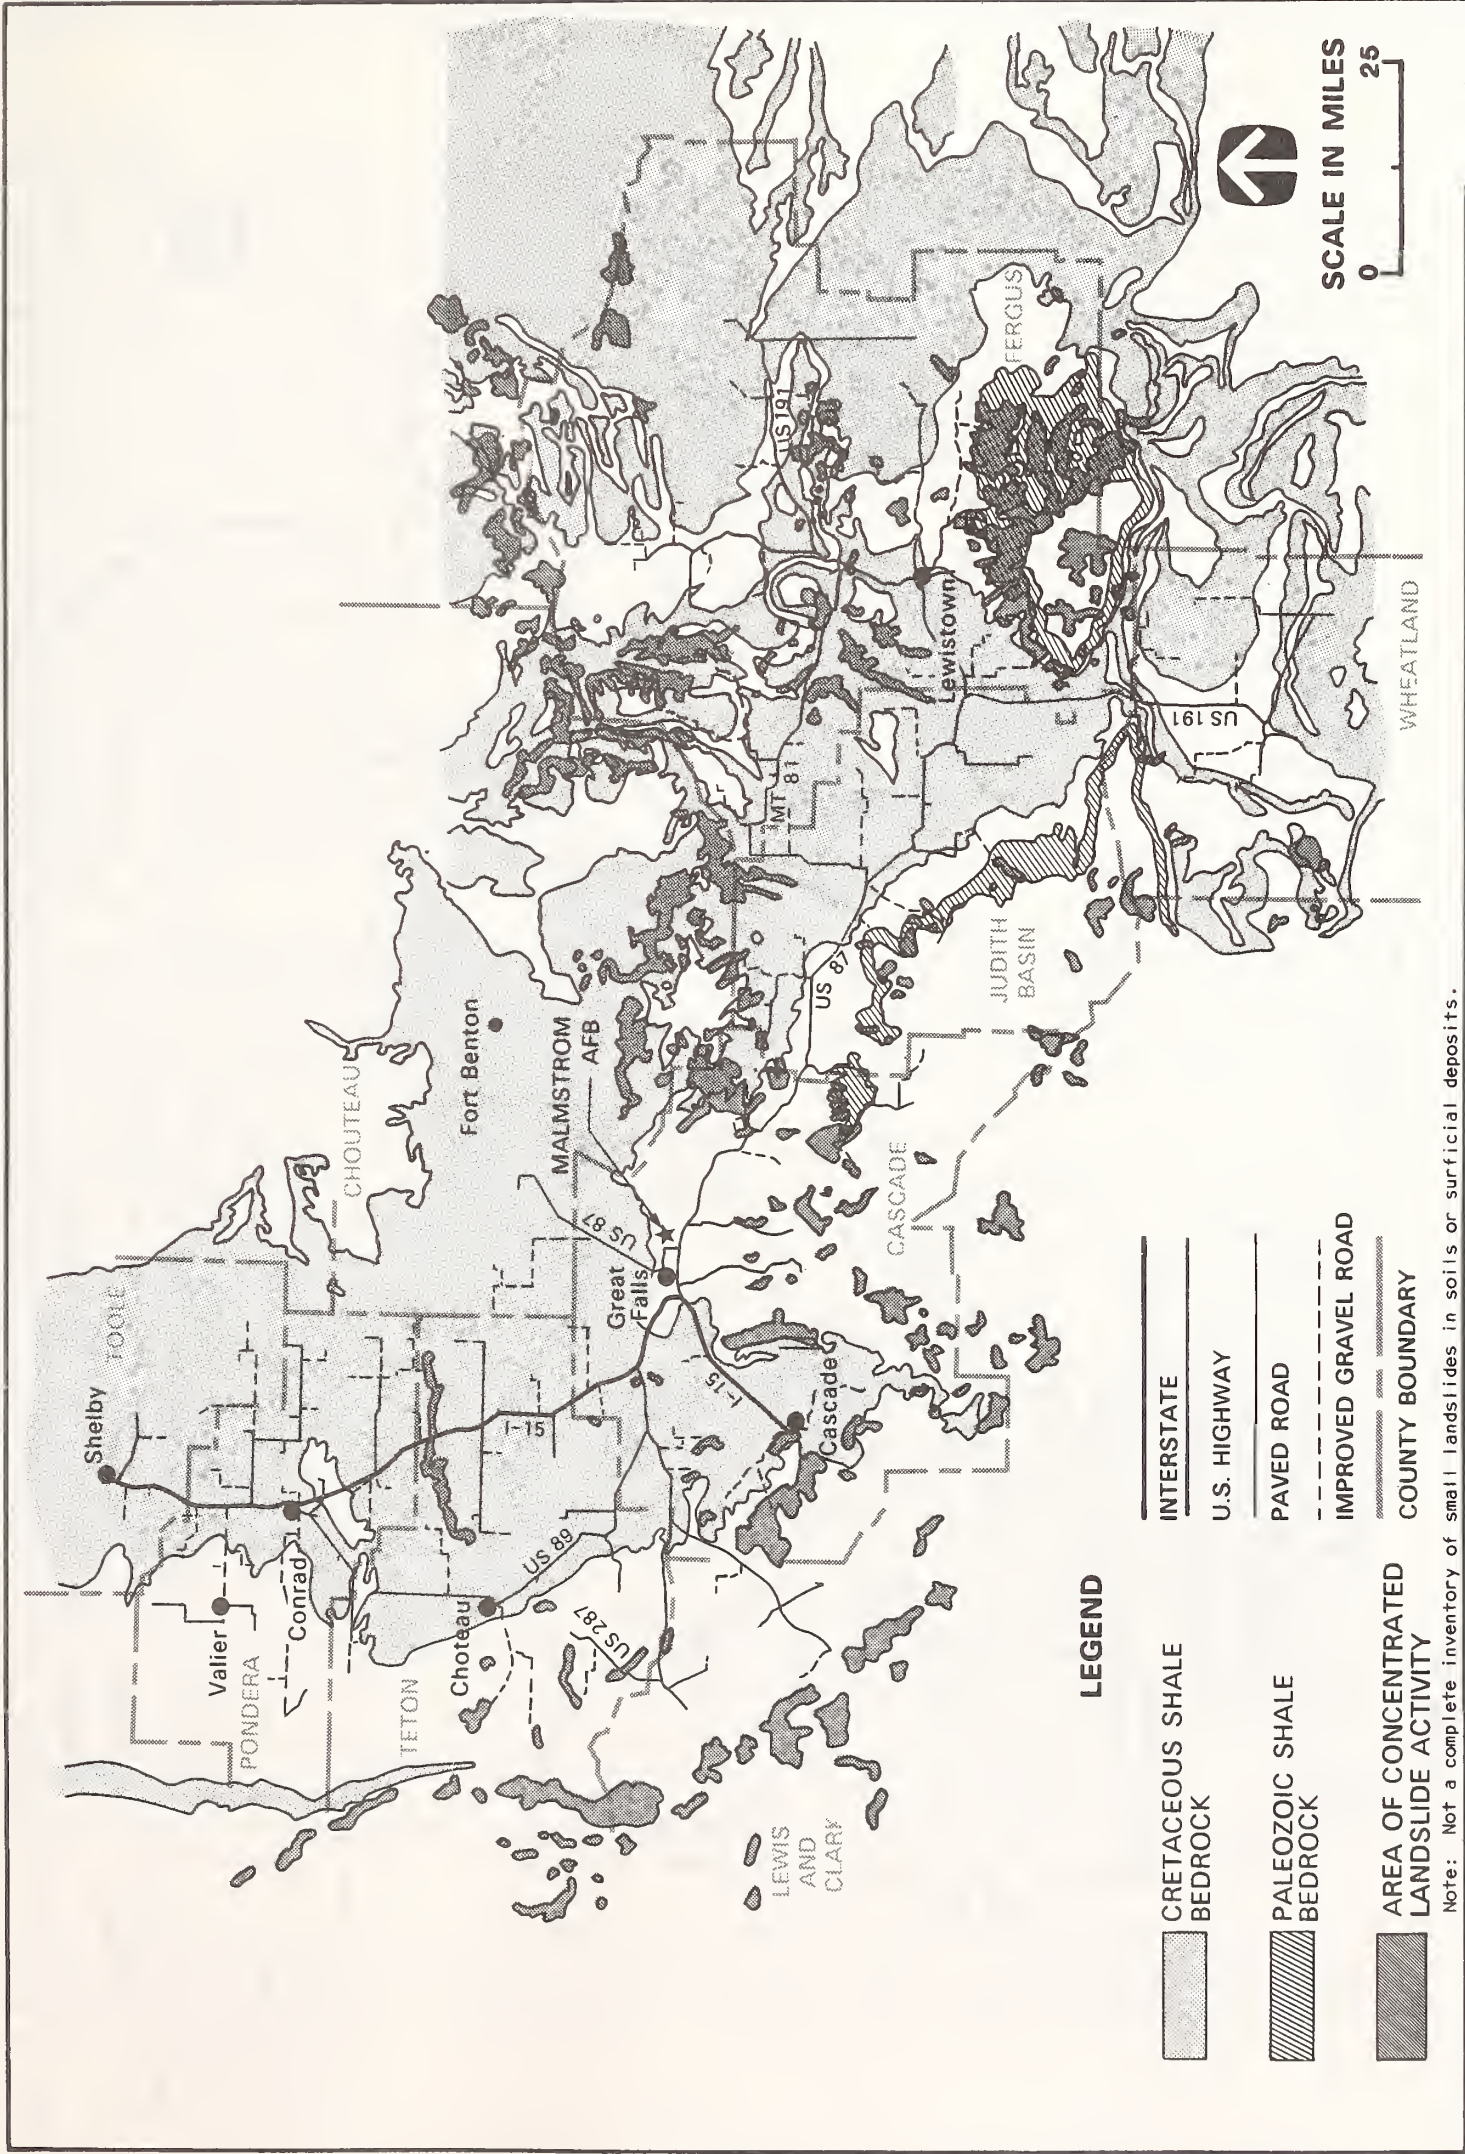 Shelby
TOOLE
Valier
Conrad
PONDERA
CHOUTEAU
TETON
Choteau
I-15
US 89
US 287
Fort Benton
MALMSTROM
AFB
US 87
Great
Falls
I-15
Cascade
CASCADE
LEWIS
AND
CLARK
US 87
JUDITH
BASIN
MT 81
US 191
Lewistown
FERGUS
US 191
WHEATLAND
SCALE IN MILES
0
25
LEGEND
CRETACEOUS SHALE
BEDROCK
PALEOZOIC SHALE
BEDROCK
AREA OF CONCENTRATED
LANDSLIDE ACTIVITY
INTERSTATE
U.S. HIGHWAY
PAVED ROAD
IMPROVED GRAVEL ROAD
COUNTY BOUNDARY
Note: Not a complete inventory of small landslides in soils or surficial deposits.